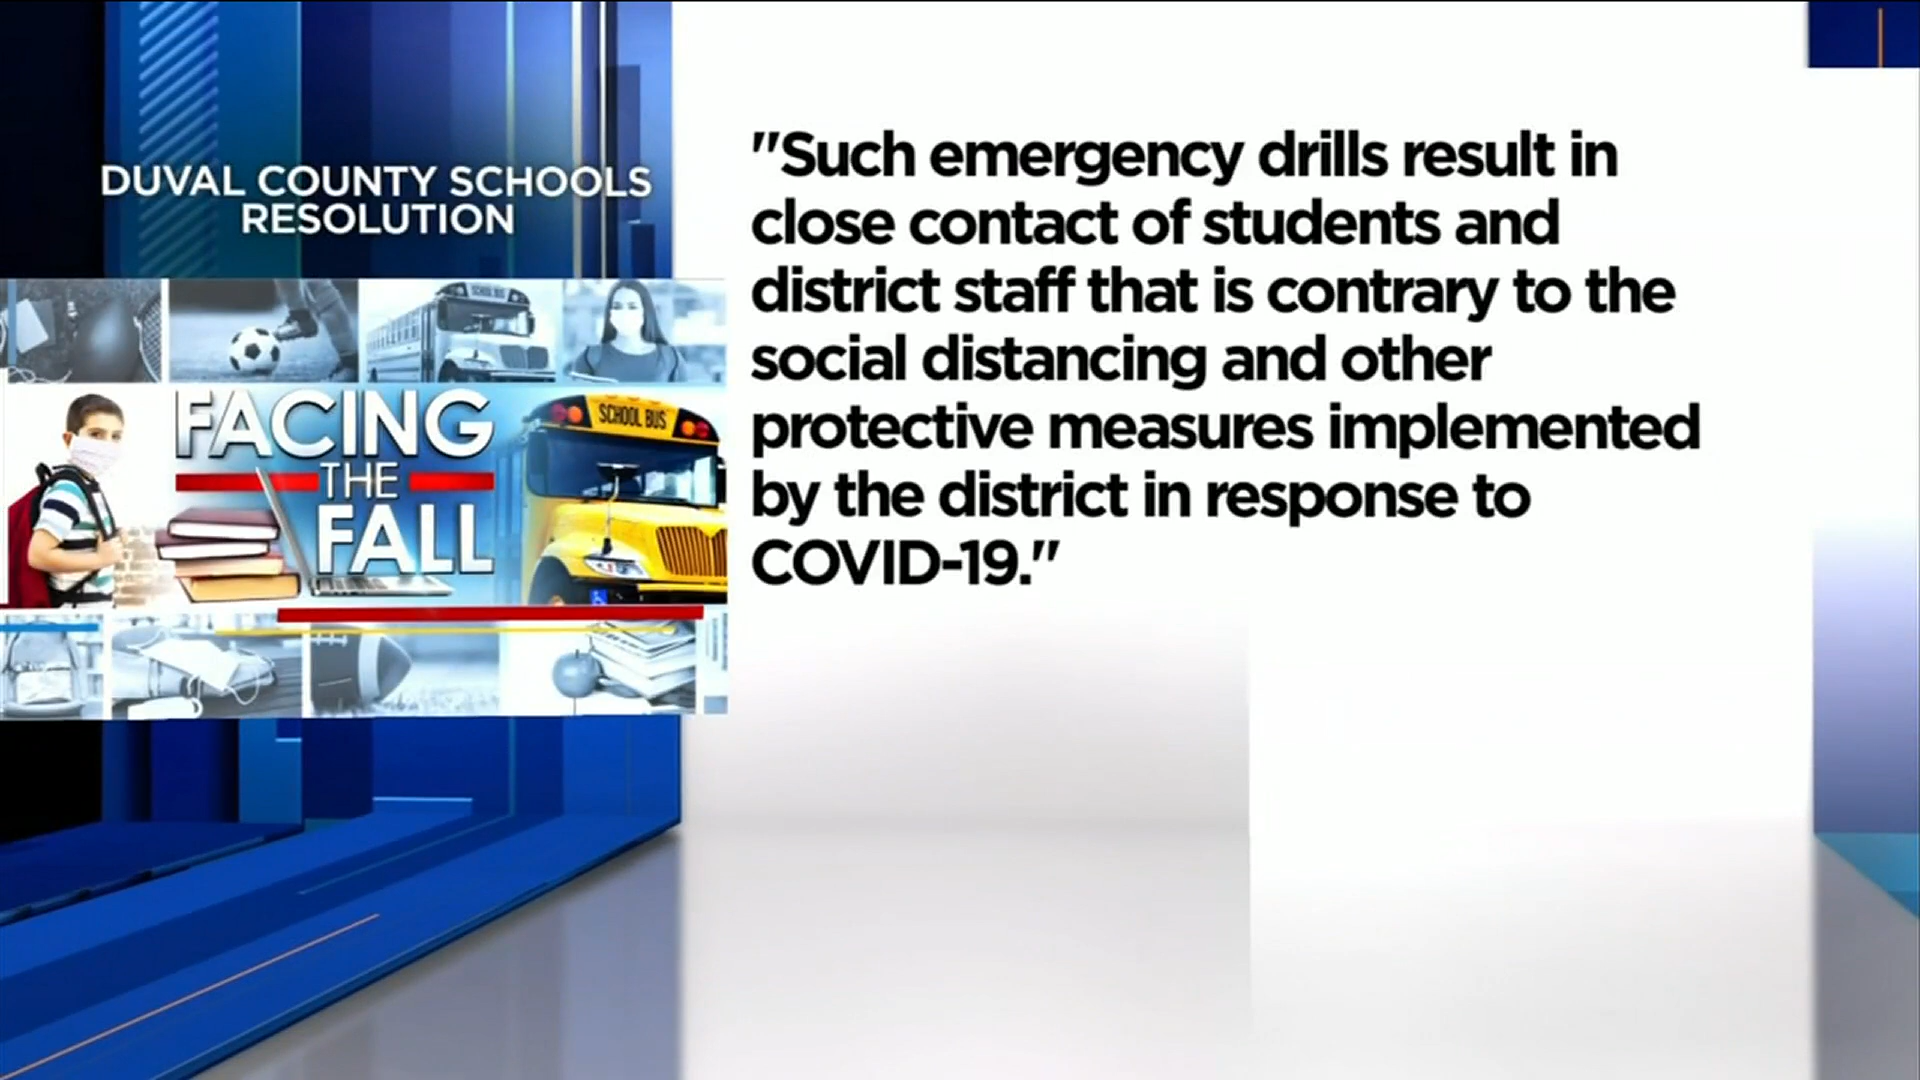 DUVAL COUNTY SCHOOLS
RESOLUTION
SCHOOL BUS
FACING
THE
FALL
SCHOOL BUS
"Such emergency drills result in
close contact of students and
district staff that is contrary to the
social distancing and other
protective measures implemented
by the district in response to
COVID-19."